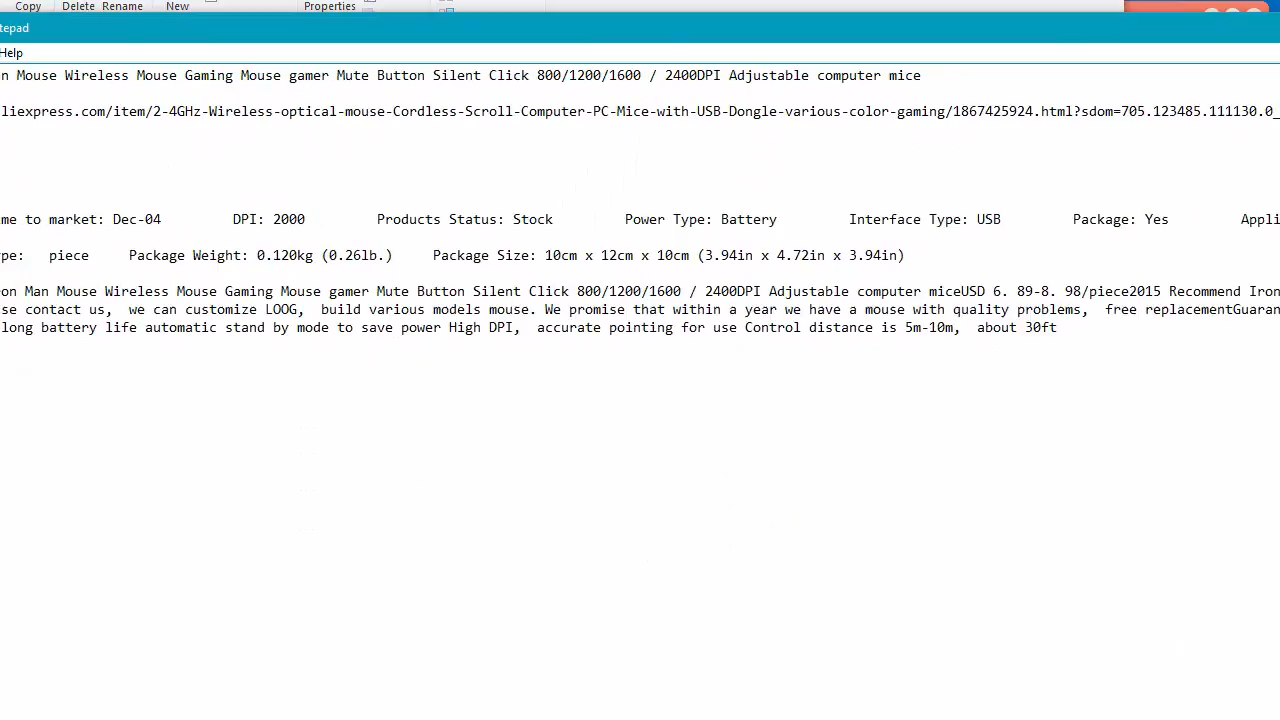 Copy Delete Rename New Properties
tepad
Help
n Mouse Wireless Mouse Gaming Mouse gamer Mute Button Silent Click 800/1200/1600 / 2400DPI Adjustable computer mice
liexpress.com/item/2-4GHz-Wireless-optical-mouse-Cordless-Scroll-Computer-PC-Mice-with-USB-Dongle-various-color-gaming/1867425924.html?sdom=705.123485.111130.0_
me to market: Dec-04 DPI: 2000 Products Status: Stock Power Type: Battery Interface Type: USB Package: Yes Appli
ype: piece Package Weight: 0.120kg (0.26lb.) Package Size: 10cm x 12cm x 10cm (3.94in x 4.72in x 3.94in)
on Man Mouse Wireless Mouse Gaming Mouse gamer Mute Button Silent Click 800/1200/1600 / 2400DPI Adjustable computer miceUSD 6. 89-8. 98/piece2015 Recommend Iron
se contact us, we can customize LOOG, build various models mouse. We promise that within a year we have a mouse with quality problems, free replacementGuaran
long battery life automatic stand by mode to save power High DPI, accurate pointing for use Control distance is 5m-10m, about 30ft